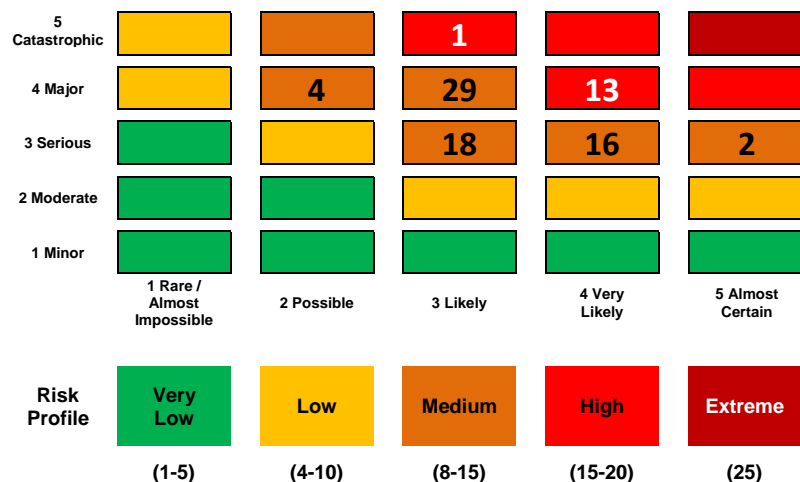 5
Catastrophic
1
4 Major
4
29
13
3 Serious
18
16
2
2 Moderate
1 Minor
1 Rare /
Almost
Impossible
2 Possible
3 Likely
4 Very
Likely
5 Almost
Certain
Risk
Profile
Very
Low
Low
Medium
High
Extreme
(1-5)
(4-10)
(8-15)
(15-20)
(25)